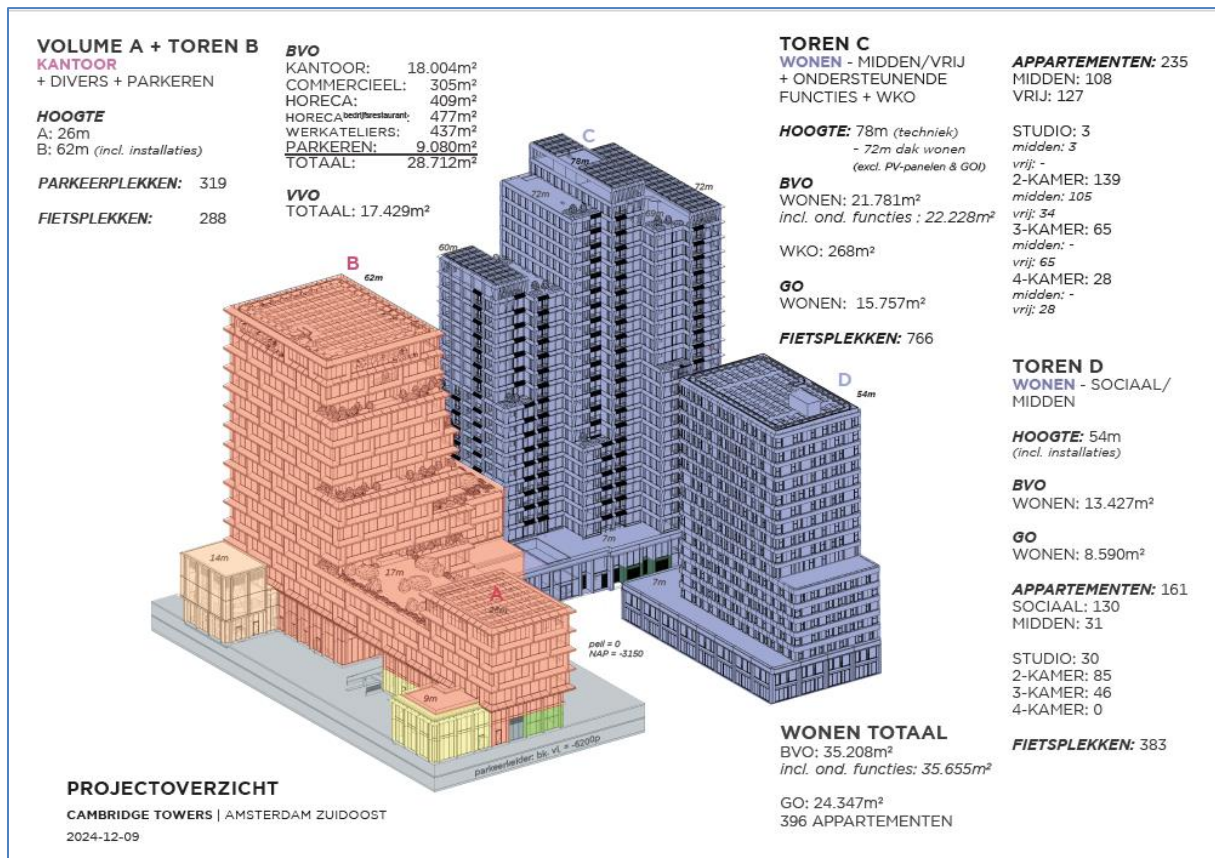 VOLUME A + TOREN B
KANTOOR
+ DIVERS + PARKEREN
HOOGTE
A: 26m
B: 62m (incl. installaties)
PARKEERPLEKKEN: 319
FIETSPLEKKEN: 288
BVO
KANTOOR: 18.004m²
COMMERCIEEL: 305m²
HORECA: 409m²
HORECA bedrijfsrestaurant: 477m²
WERKATELIERS: 437m²
PARKEREN: 9.080m²
TOTAAL: 28.712m²
VVO
TOTAAL: 17.429m²
TOREN C
WONEN - MIDDEN/VRIJ
+ ONDERSTEUNENDE
FUNCTIES + WKO
HOOGTE: 78m (techniek)
- 72m dak wonen
(excl. PV-panelen & GOI)
BVO
WONEN: 21.781m²
incl. ond. functies : 22.228m²
WKO: 268m²
GO
WONEN: 15.757m²
FIETSPLEKKEN: 766
APPARTEMENTEN: 235
MIDDEN: 108
VRIJ: 127
STUDIO: 3
midden: 3
vrij: -
2-KAMER: 139
midden: 105
vrij: 34
3-KAMER: 65
midden: -
vrij: 65
4-KAMER: 28
midden: -
vrij: 28
TOREN D
WONEN - SOCIAAL/
MIDDEN
HOOGTE: 54m
(incl. installaties)
BVO
WONEN: 13.427m²
GO
WONEN: 8.590m²
APPARTEMENTEN: 161
SOCIAAL: 130
MIDDEN: 31
STUDIO: 30
2-KAMER: 85
3-KAMER: 46
4-KAMER: 0
FIETSPLEKKEN: 383
C
78m
72m
72m
60m
B
62m
D
54m
7m
7m
14m
17m
A
peil = 0
NAP = -3150
9m
parkeerkelder: bk. vl. = -6200p
WONEN TOTAAL
BVO: 35.208m²
incl. ond. functies: 35.655m²
GO: 24.347m²
396 APPARTEMENTEN
PROJECTOVERZICHT
CAMBRIDGE TOWERS | AMSTERDAM ZUIDOOST
2024-12-09